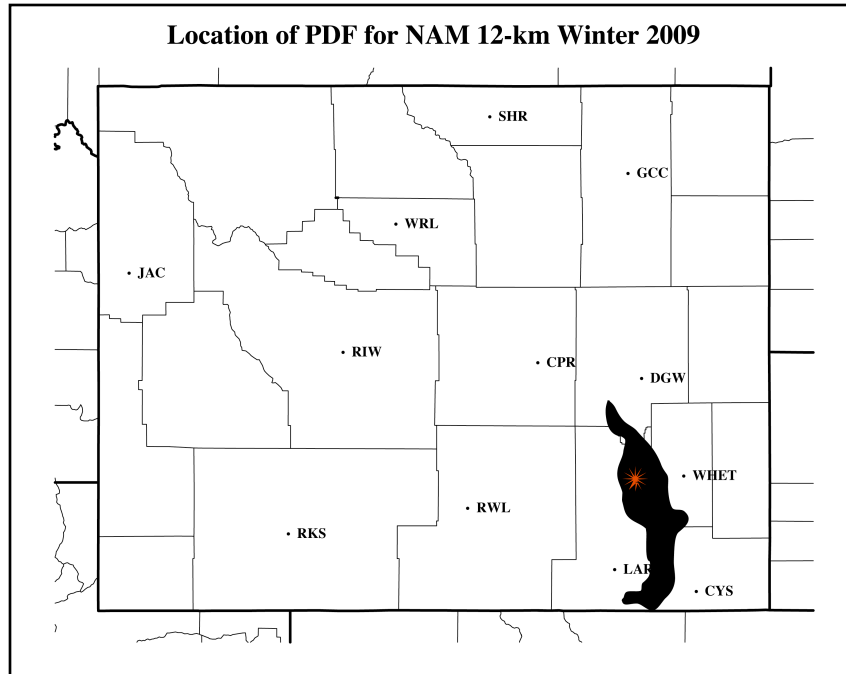 Location of PDF for NAM 12-km Winter 2009
SHR
GCC
WRL
JAC
RIW
CPR
DGW
WHET
RWL
RKS
LAR
CYS